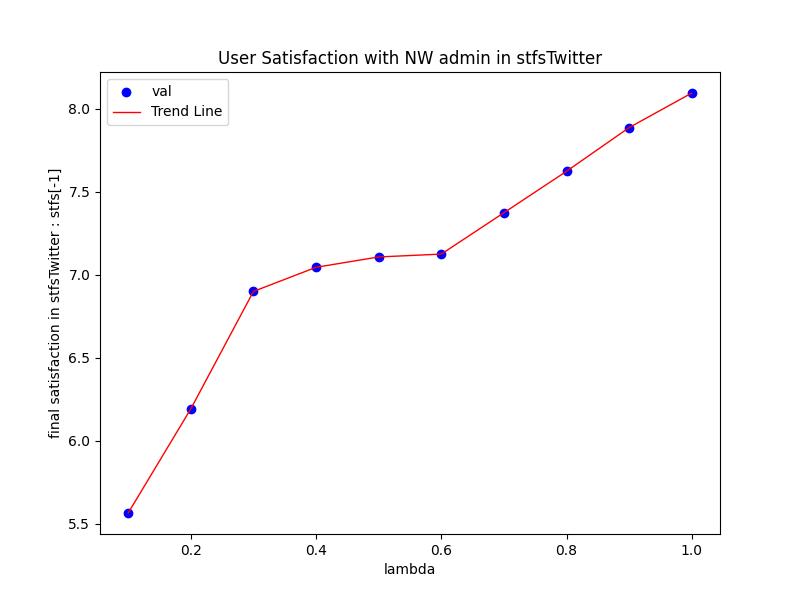 User Satisfaction with NW admin in stfsTwitter
val
Trend Line
8.0
7.5
7.0
6.5
6.0
5.5
final satisfaction in stfsTwitter : stfs[-1]
0.2
0.4
0.6
0.8
1.0
lambda